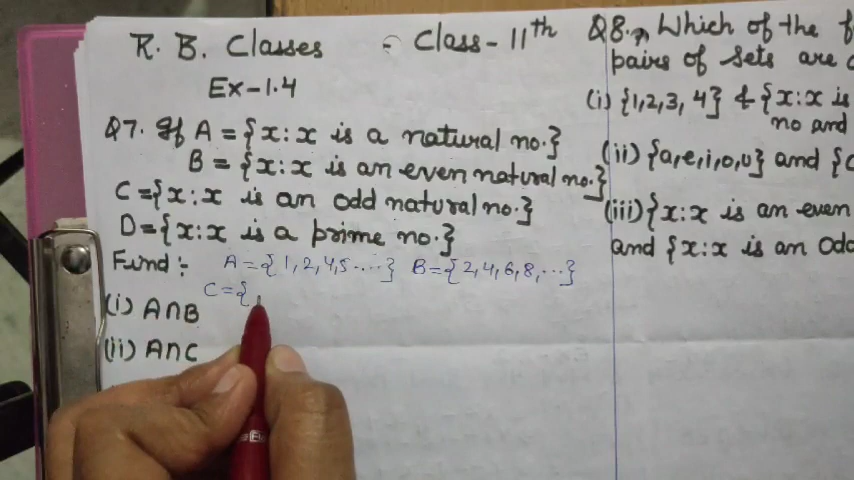 R. B. Classes - Class-11th
Ex-1.4
Q7. If A = {x:x is a natural no.}
B = {x:x is an even natural no.}
C = {x:x is an odd natural no.}
D = {x:x is a prime no.}
Find:- A = {1,2,4,5.....} B = {2,4,6,8,...}
C = {
(i) A∩B
(ii) A∩C
Q8., Which of the
pairs of sets are
(i) {1,2,3,4} & {x:x is
no and
(ii) {a,e,i,o,u} and {c
(iii) {x:x is an even
and {x:x is an Odd